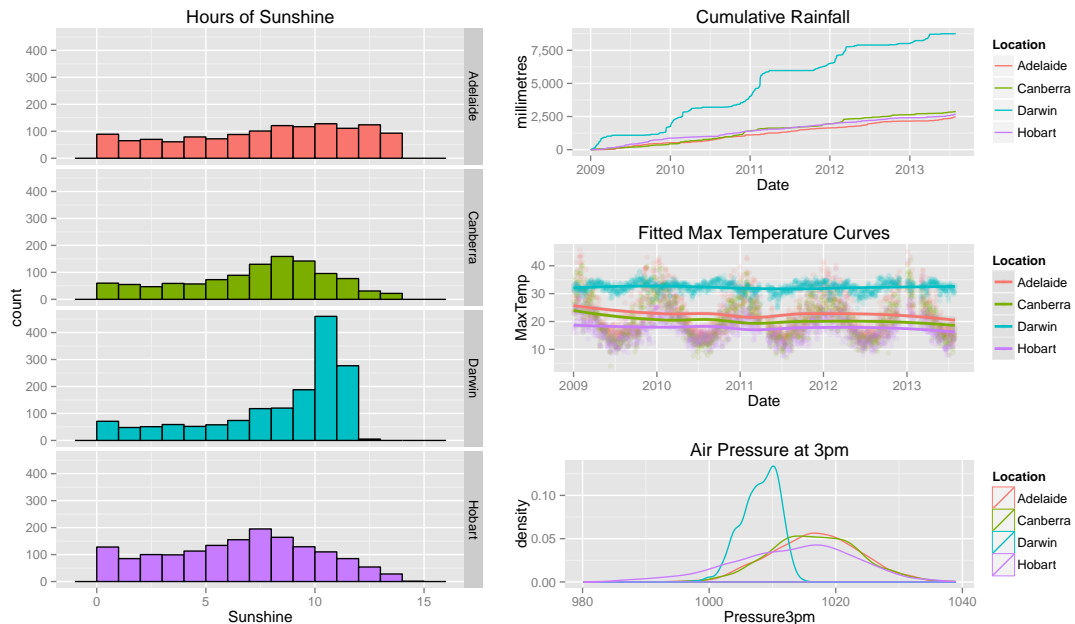 Hours of Sunshine
count
400
300
200
100
0
Adelaide
400
300
200
100
0
Canberra
400
300
200
100
0
Darwin
400
300
200
100
0
Hobart
0 5 10 15
Sunshine
Cumulative Rainfall
millimetres
7,500
5,000
2,500
0
2009 2010 2011 2012 2013
Date
Location
Adelaide
Canberra
Darwin
Hobart
Fitted Max Temperature Curves
MaxTemp
40
30
20
10
2009 2010 2011 2012 2013
Date
Location
Adelaide
Canberra
Darwin
Hobart
Air Pressure at 3pm
density
0.10
0.05
0.00
980 1000 1020 1040
Pressure3pm
Location
Adelaide
Canberra
Darwin
Hobart